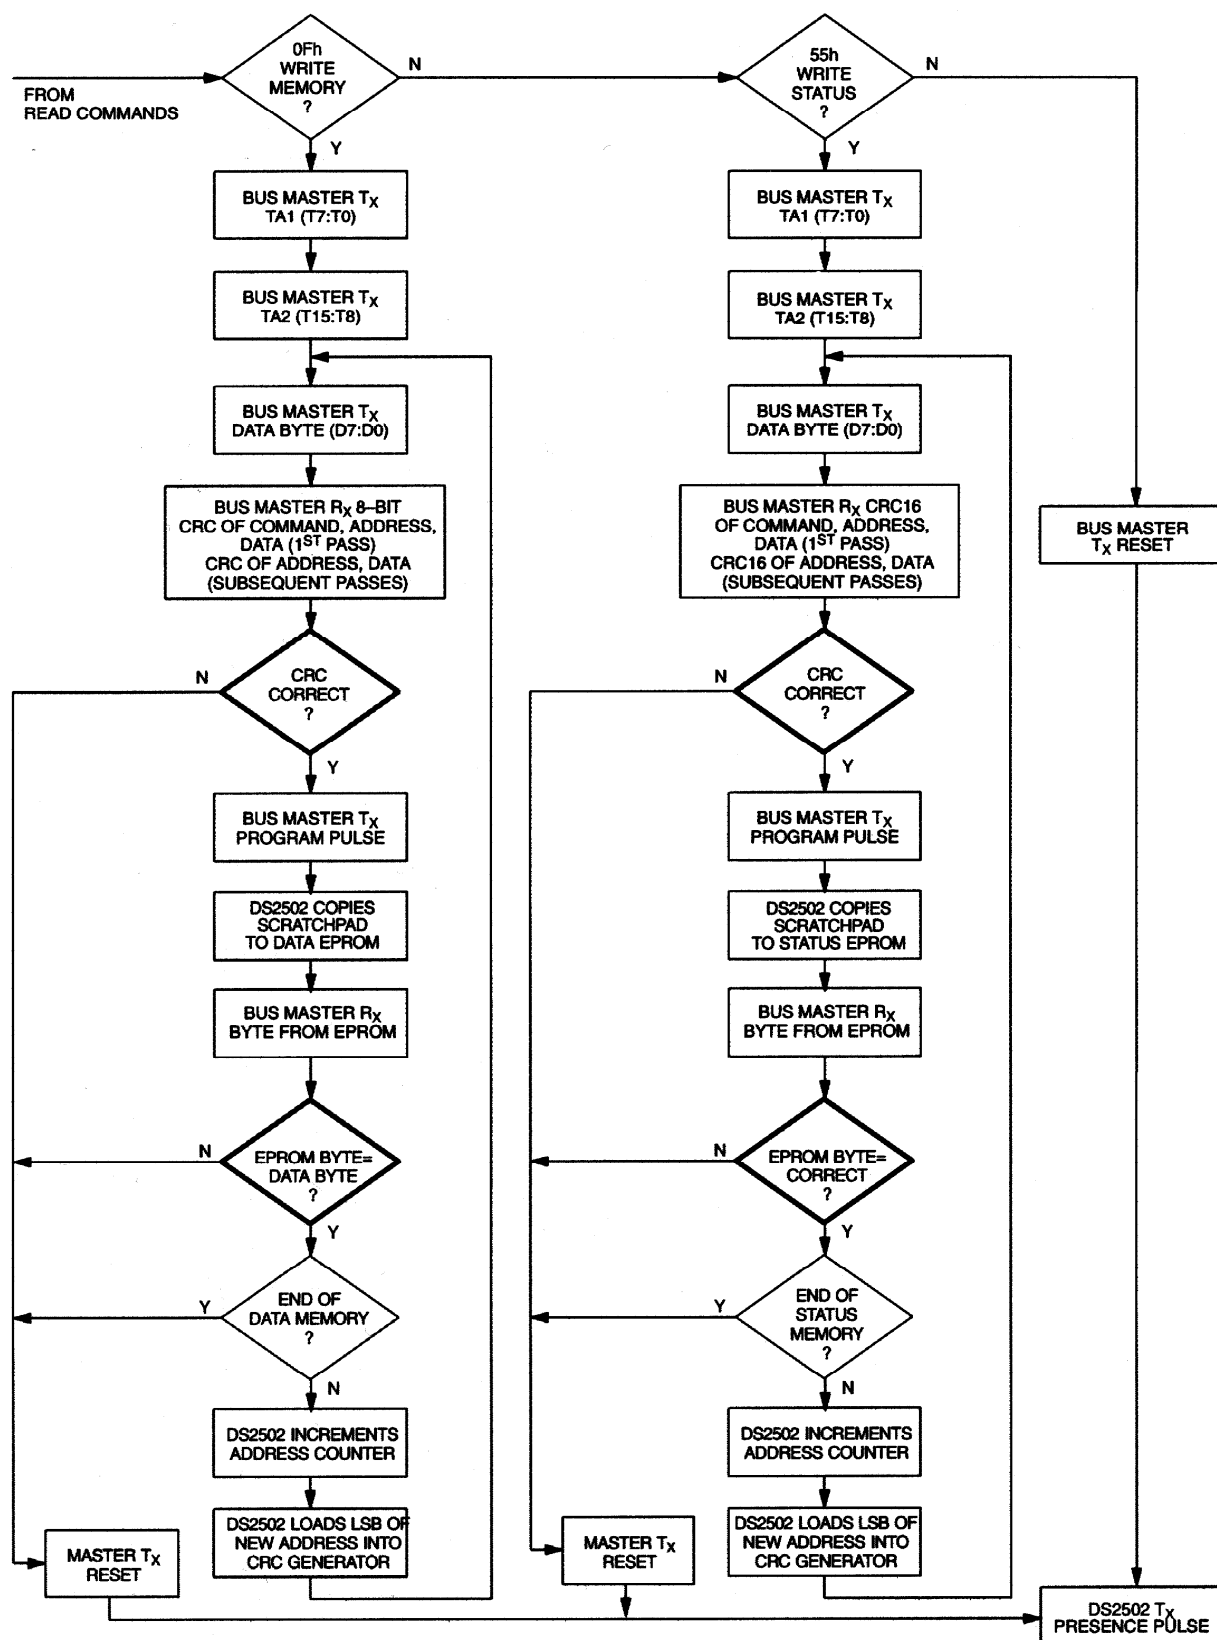 0Fh
WRITE
MEMORY
?
N
FROM
READ COMMANDS
Y
55h
WRITE
STATUS
?
N
Y
BUS MASTER TX
TA1 (T7:T0)
BUS MASTER TX
TA2 (T15:T8)
BUS MASTER TX
DATA BYTE (D7:D0)
BUS MASTER RX 8–BIT
CRC OF COMMAND, ADDRESS,
DATA (1ST PASS)
CRC OF ADDRESS, DATA
(SUBSEQUENT PASSES)
CRC
CORRECT
?
N
Y
BUS MASTER TX
PROGRAM PULSE
DS2502 COPIES
SCRATCHPAD
TO DATA EPROM
BUS MASTER RX
BYTE FROM EPROM
EPROM BYTE=
DATA BYTE
?
N
Y
END OF
DATA MEMORY
?
Y
N
DS2502 INCREMENTS
ADDRESS COUNTER
DS2502 LOADS LSB OF
NEW ADDRESS INTO
CRC GENERATOR
MASTER TX
RESET
BUS MASTER TX
TA1 (T7:T0)
BUS MASTER TX
TA2 (T15:T8)
BUS MASTER TX
DATA BYTE (D7:D0)
BUS MASTER RX CRC16
OF COMMAND, ADDRESS,
DATA (1ST PASS)
CRC16 OF ADDRESS, DATA
(SUBSEQUENT PASSES)
CRC
CORRECT
?
N
Y
BUS MASTER TX
PROGRAM PULSE
DS2502 COPIES
SCRATCHPAD
TO STATUS EPROM
BUS MASTER RX
BYTE FROM EPROM
EPROM BYTE=
CORRECT
?
N
Y
END OF
STATUS
MEMORY
?
Y
N
DS2502 INCREMENTS
ADDRESS COUNTER
DS2502 LOADS LSB OF
NEW ADDRESS INTO
CRC GENERATOR
MASTER TX
RESET
BUS MASTER
TX RESET
DS2502 TX
PRESENCE PULSE